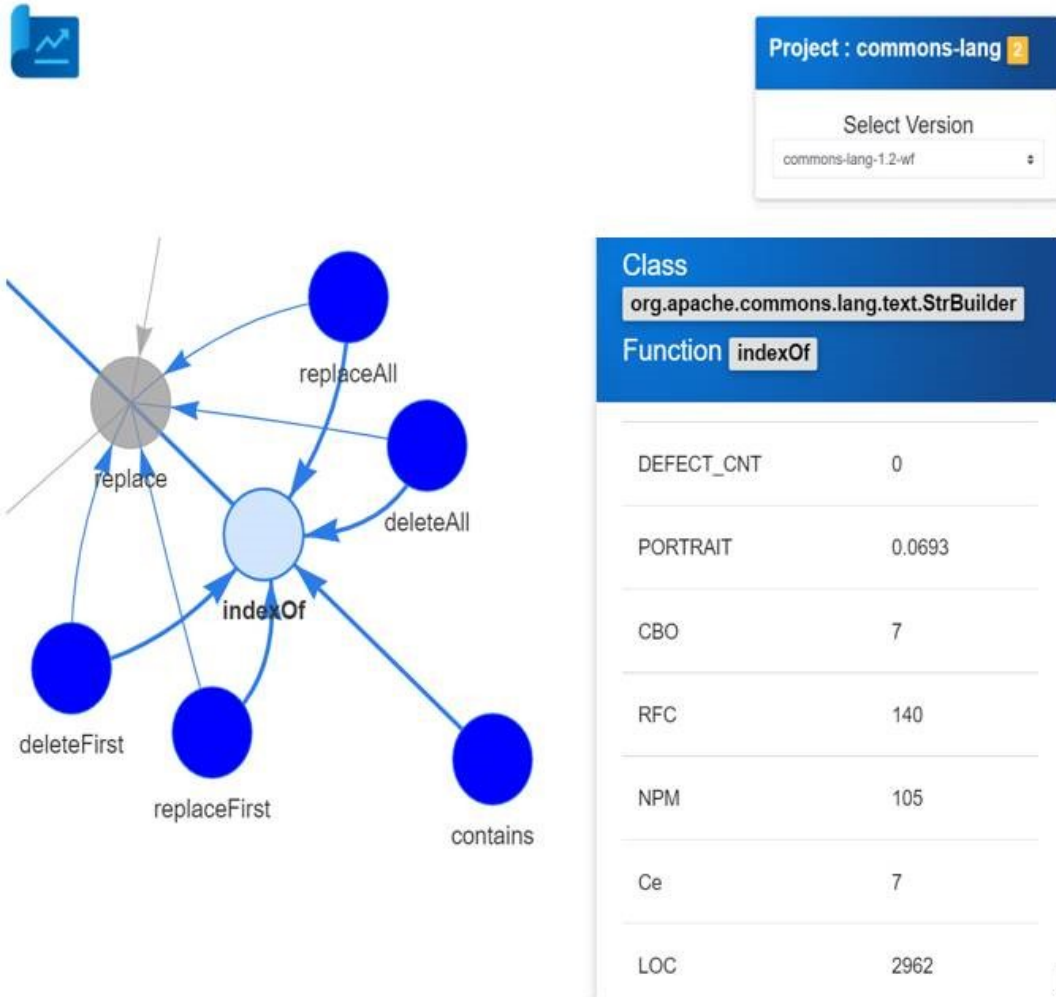 Project : commons-lang 2
Select Version
commons-lang-1.2-wf
replaceAll
replace
deleteAll
indexOf
deleteFirst
replaceFirst
contains
Class
org.apache.commons.lang.text.StrBuilder
Function indexOf
DEFECT_CNT 0
PORTRAIT 0.0693
CBO 7
RFC 140
NPM 105
Ce 7
LOC 2962